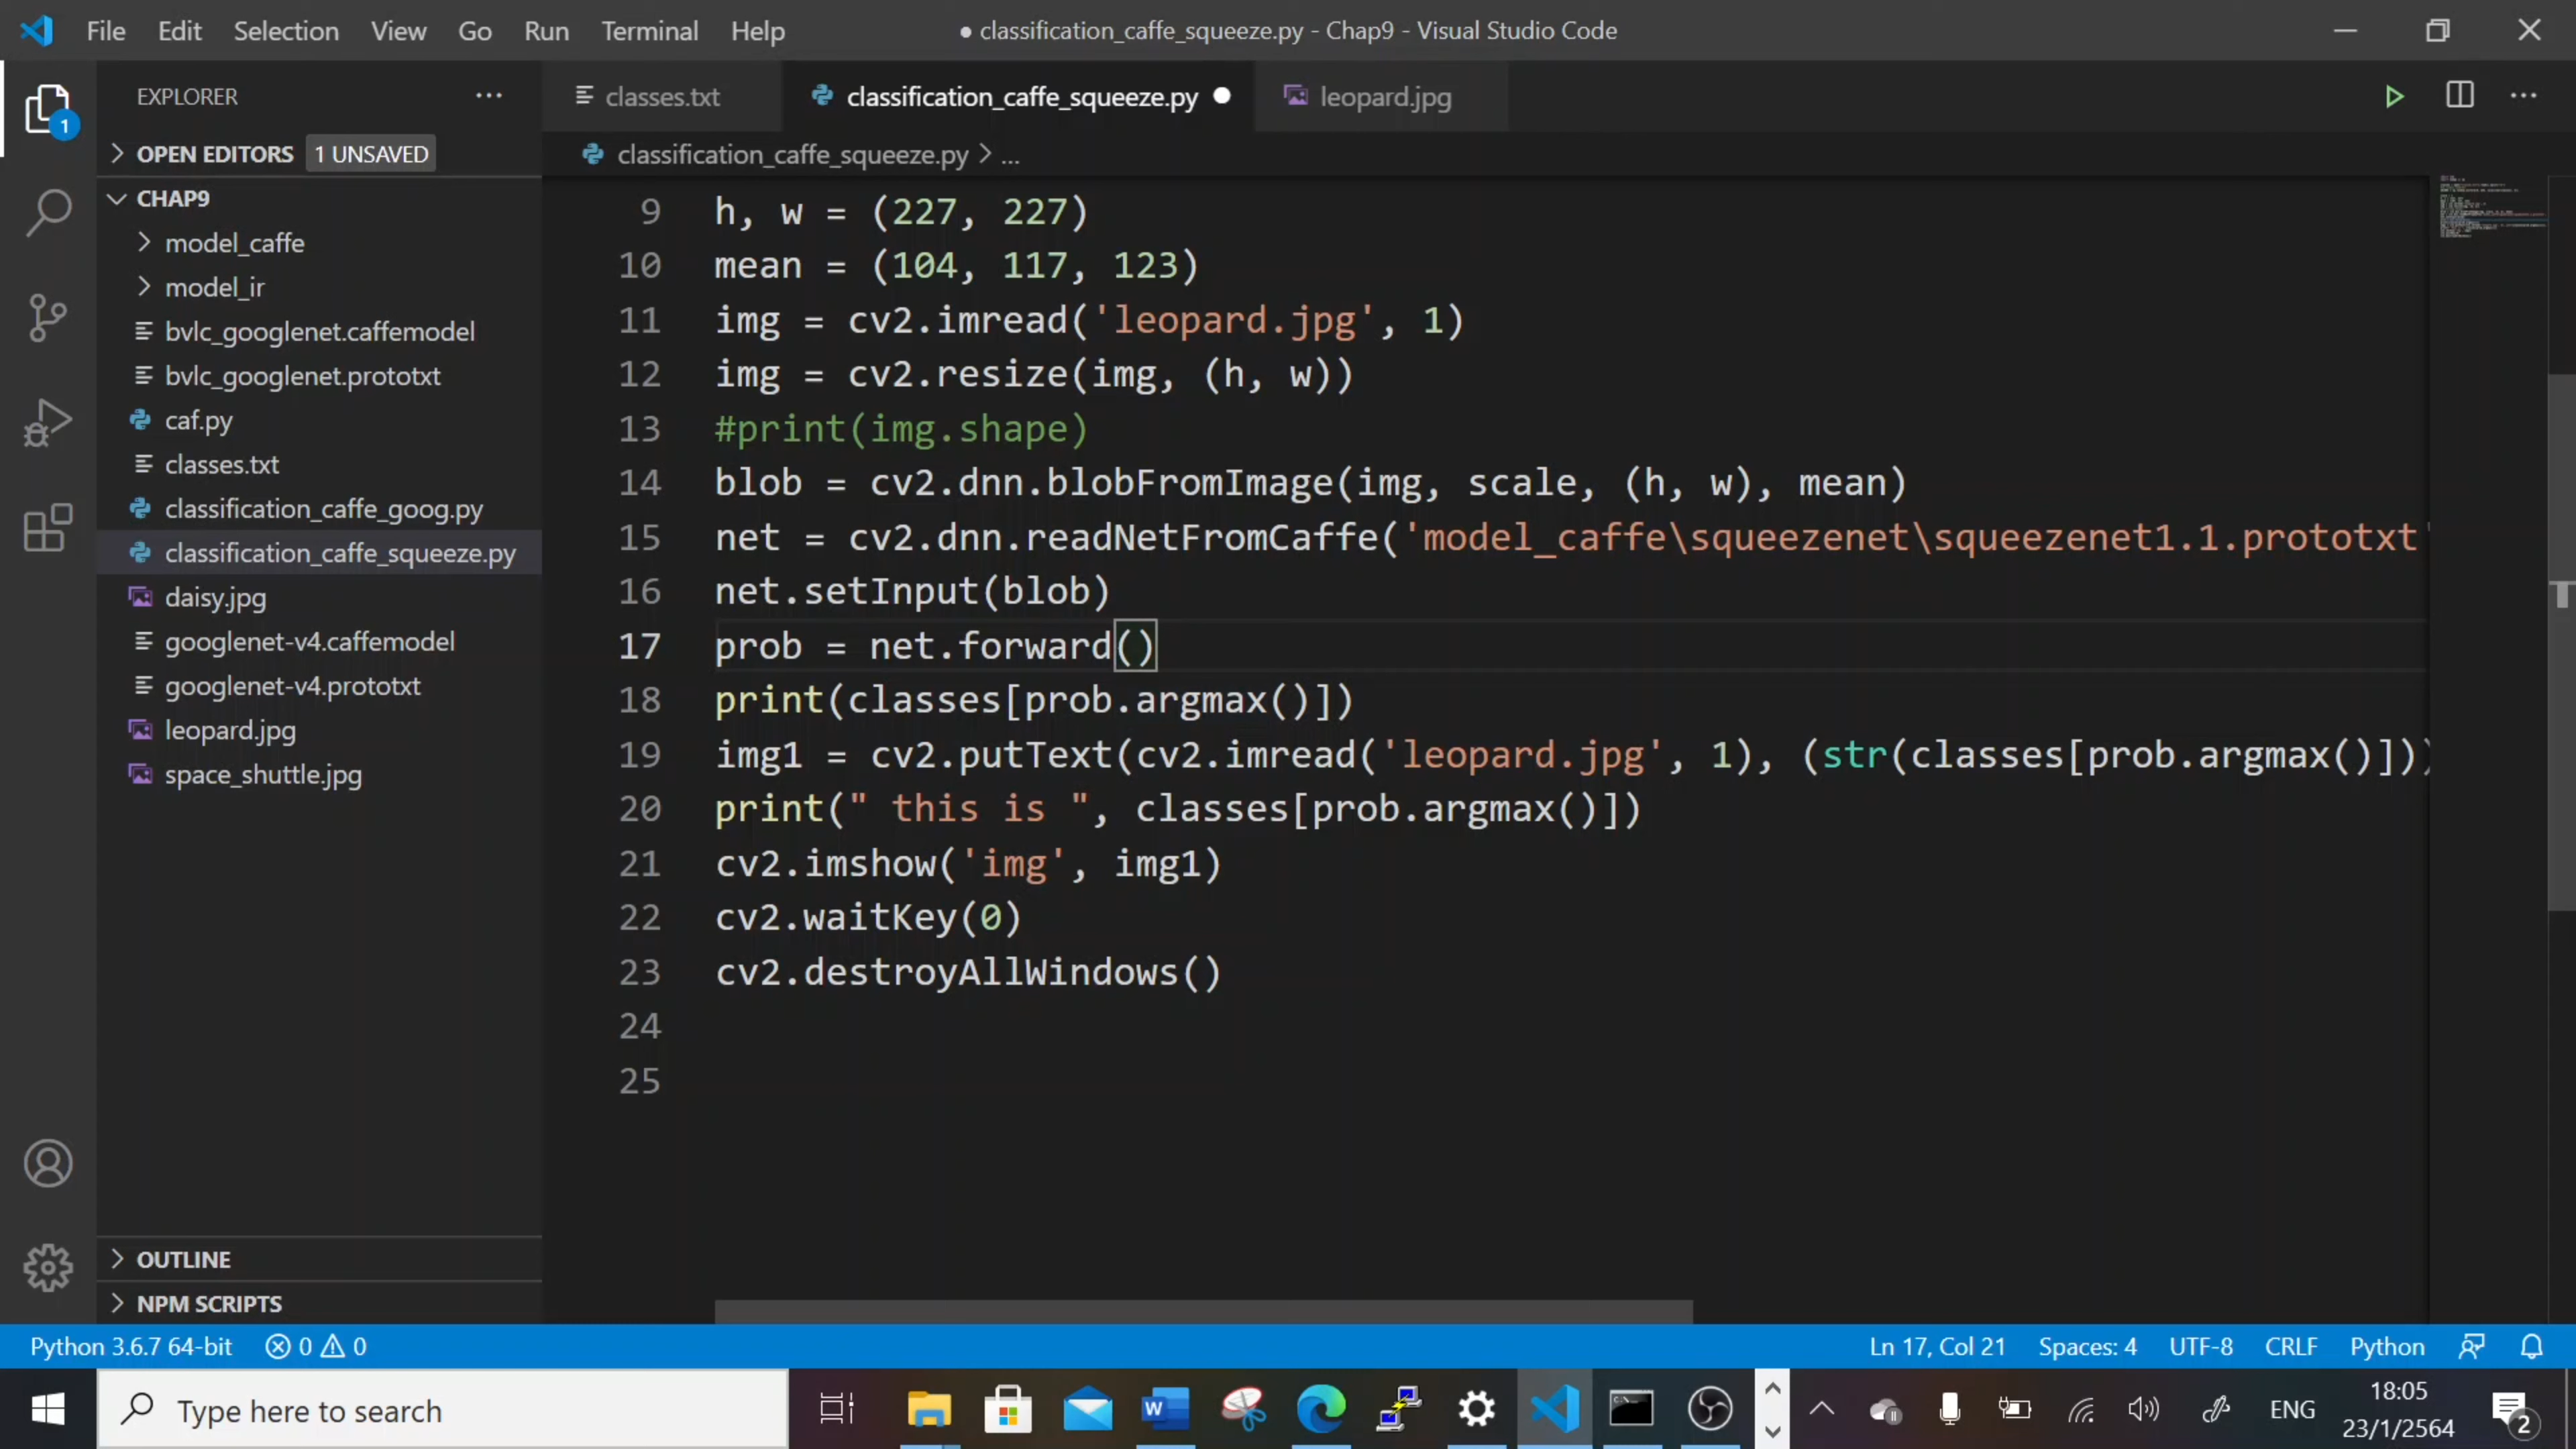 File Edit Selection View Go Run Terminal Help
● classification_caffe_squeeze.py - Chap9 - Visual Studio Code
EXPLORER
classes.txt
classification_caffe_squeeze.py
leopard.jpg
1
OPEN EDITORS 1 UNSAVED
classification_caffe_squeeze.py > ...
CHAP9
model_caffe
model_ir
bvlc_googlenet.caffemodel
bvlc_googlenet.prototxt
caf.py
classes.txt
classification_caffe_goog.py
classification_caffe_squeeze.py
daisy.jpg
googlenet-v4.caffemodel
googlenet-v4.prototxt
leopard.jpg
space_shuttle.jpg
OUTLINE
NPM SCRIPTS
9 h, w = (227, 227)
10 mean = (104, 117, 123)
11 img = cv2.imread('leopard.jpg', 1)
12 img = cv2.resize(img, (h, w))
13 #print(img.shape)
14 blob = cv2.dnn.blobFromImage(img, scale, (h, w), mean)
15 net = cv2.dnn.readNetFromCaffe('model_caffe\squeezenet\squeezenet1.1.prototxt'
16 net.setInput(blob)
17 prob = net.forward()
18 print(classes[prob.argmax()])
19 img1 = cv2.putText(cv2.imread('leopard.jpg', 1), (str(classes[prob.argmax()]))
20 print(" this is ", classes[prob.argmax()])
21 cv2.imshow('img', img1)
22 cv2.waitKey(0)
23 cv2.destroyAllWindows()
24
25
Python 3.6.7 64-bit 0 0 Ln 17, Col 21 Spaces: 4 UTF-8 CRLF Python
Type here to search
ENG
18:05
23/1/2564
2